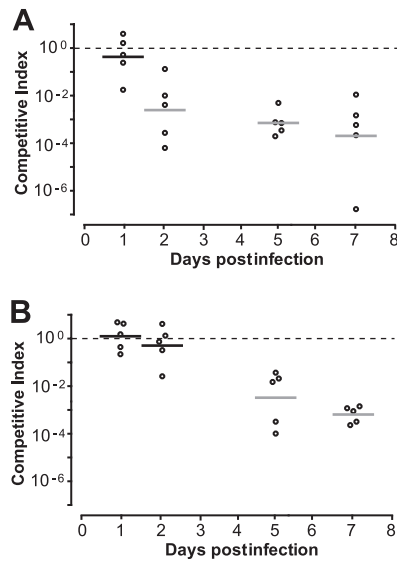 A
Competitive Index
10^0
10^-2
10^-4
10^-6
0 1 2 3 4 5 6 7 8
Days postinfection
B
Competitive Index
10^0
10^-2
10^-4
10^-6
0 1 2 3 4 5 6 7 8
Days postinfection